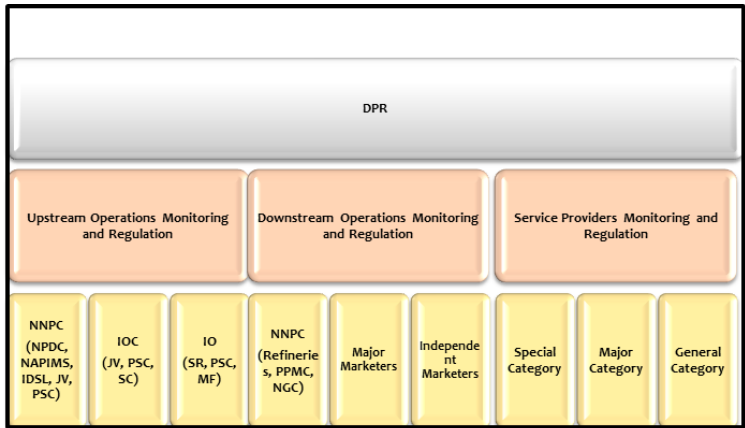 DPR
Upstream Operations Monitoring
and Regulation
Downstream Operations Monitoring
and Regulation
Service Providers Monitoring and
Regulation
NNPC
(NPDC,
NAPIMS,
IDSL, JV,
PSC)
IOC
(JV, PSC,
SC)
IO
(SR, PSC,
MF)
NNPC
(Refinerie
s, PPMC,
NGC)
Major
Marketers
Independe
nt
Marketers
Special
Category
Major
Category
General
Category